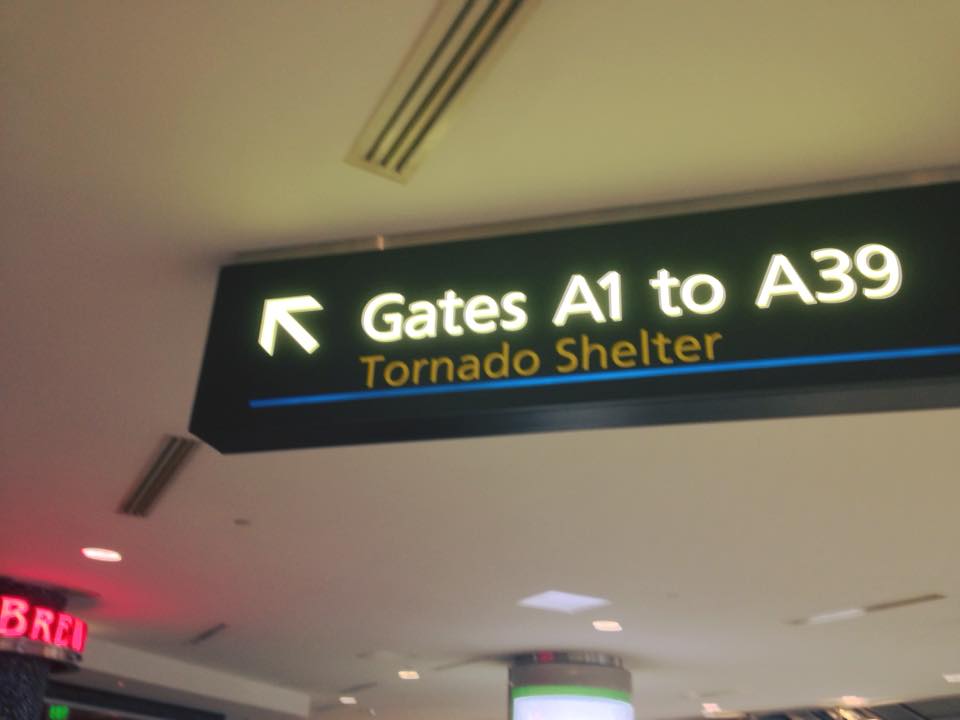 Gates A1 to A39
Tornado Shelter